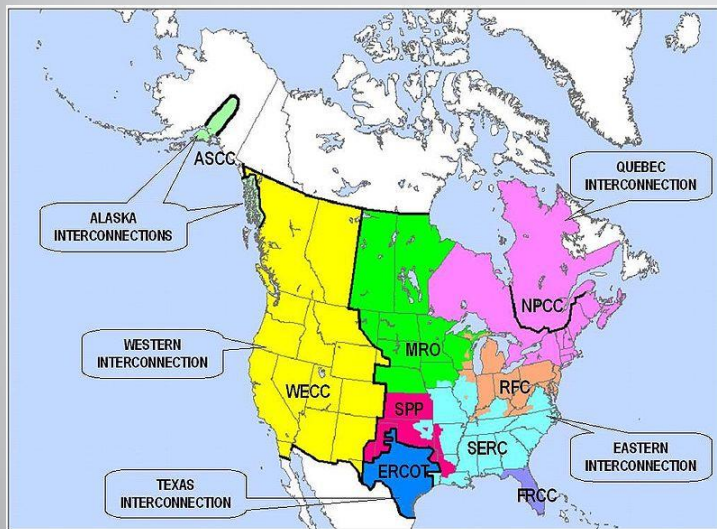 ASCC
QUEBEC
INTERCONNECTION
ALASKA
INTERCONNECTIONS
NPCC
WESTERN
INTERCONNECTION
MRO
WECC
RFC
SPP
SERC
ERCOT
EASTERN
INTERCONNECTION
TEXAS
INTERCONNECTION
FRCC